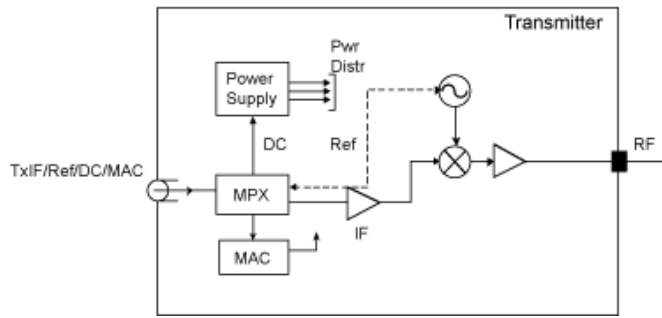 Transmitter
Pwr
Distr
Power
Supply
DC
Ref
RF
TxIF/Ref/DC/MAC
MPX
IF
MAC